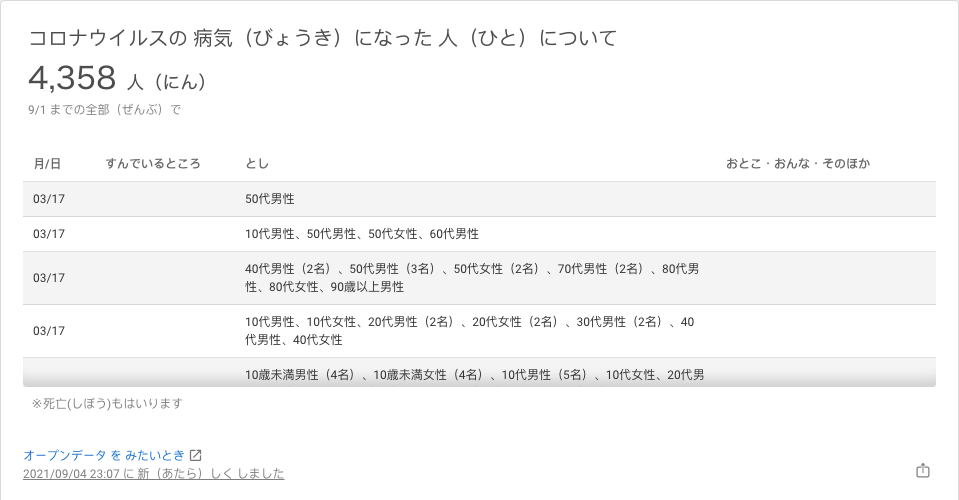 コロナウイルスの 病気（びょうき）になった 人（ひと）について
4,358 人（にん）
9/1 までの全部（ぜんぶ）で
月/日 すんでいるところ とし おとこ・おんな・そのほか
03/17 50代男性
03/17 10代男性、50代男性、50代女性、60代男性
03/17 40代男性（2名）、50代男性（3名）、50代女性（2名）、70代男性（2名）、80代男
性、80代女性、90歳以上男性
03/17 10代男性、10代女性、20代男性（2名）、20代女性（2名）、30代男性（2名）、40
代男性、40代女性
10歳未満男性（4名）、10歳未満女性（4名）、10代男性（5名）、10代女性、20代男
※死亡(しぼう)もはいります
オープンデータ を みたいとき
2021/09/04 23:07 に 新（あたら）しく しました